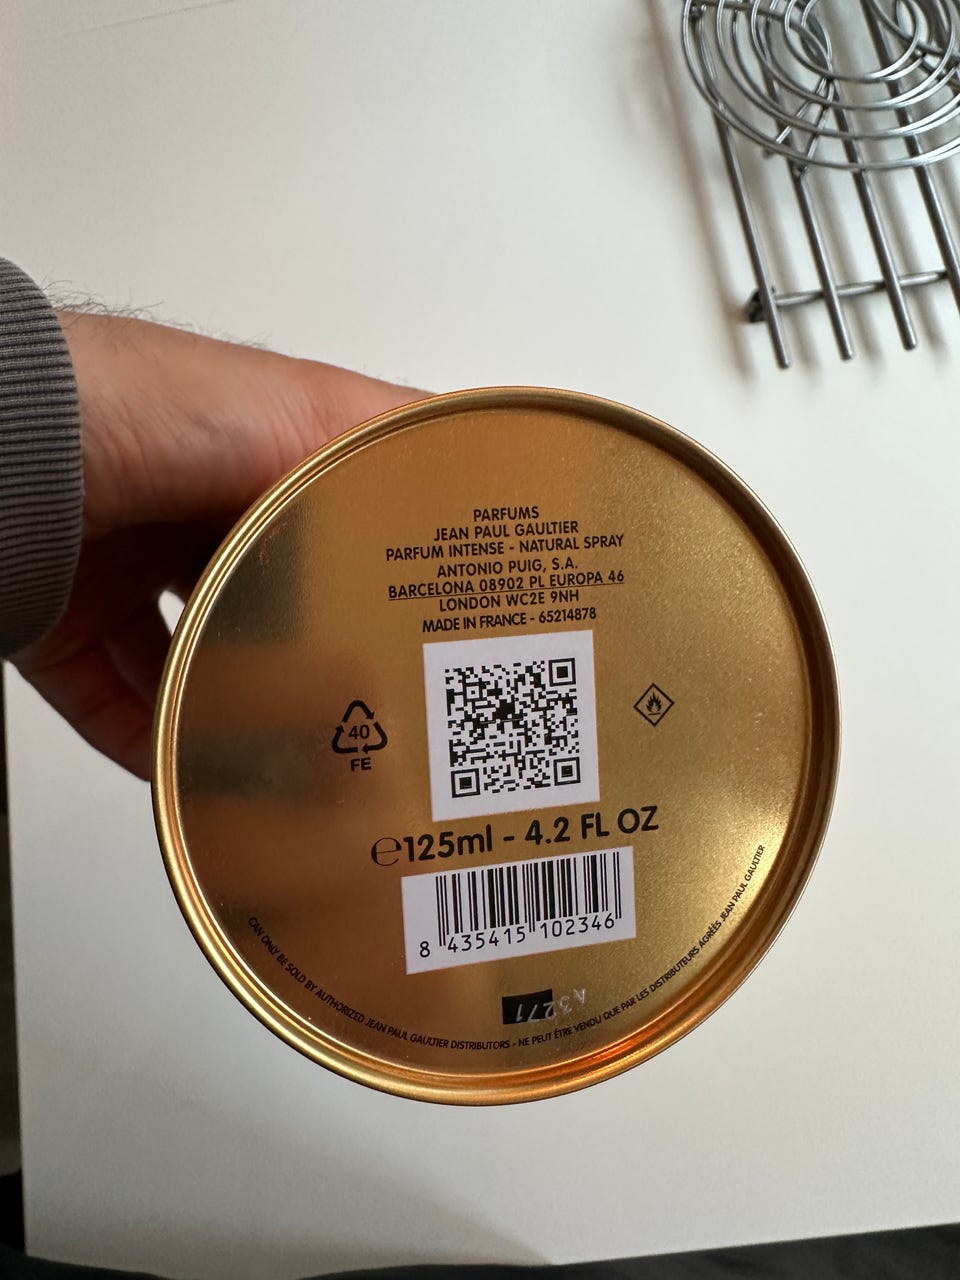 PARFUMS
JEAN PAUL GAULTIER
PARFUM INTENSE - NATURAL SPRAY
ANTONIO PUIG, S.A.
BARCELONA 08902 PL EUROPA 46
LONDON WC2E 9NH
MADE IN FRANCE - 65214878
40
FE
℮125ml - 4.2 FL OZ
8 435415 102346
CAN ONLY BE SOLD BY AUTHORIZED JEAN PAUL GAULTIER DISTRIBUTORS - NE PEUT ÊTRE VENDU QUE PAR LES DISTRIBUTEURS AGRÉÉS JEAN PAUL GAULTIER